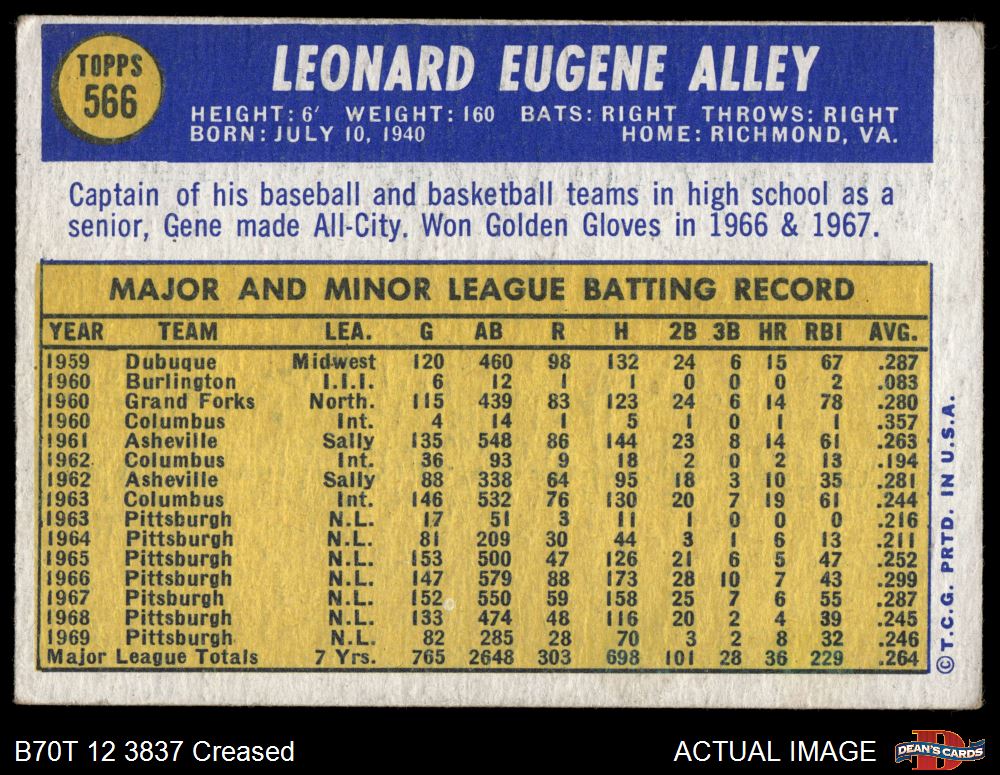 TOPPS
566
LEONARD EUGENE ALLEY
HEIGHT: 6' WEIGHT: 160 BATS: RIGHT THROWS: RIGHT
BORN: JULY 10, 1940 HOME: RICHMOND, VA.
Captain of his baseball and basketball teams in high school as a
senior, Gene made All-City. Won Golden Gloves in 1966 & 1967.
MAJOR AND MINOR LEAGUE BATTING RECORD
YEAR TEAM LEA. G AB R H 2B 3B HR RBI AVG.
1959 Dubuque Midwest 120 460 98 132 24 6 15 67 .287
1960 Burlington I.I.I. 6 12 1 1 0 0 0 2 .083
1960 Grand Forks North. 115 439 83 123 24 6 14 78 .280
1960 Columbus Int. 4 14 1 5 1 0 1 1 .357
1961 Asheville Sally 135 548 86 144 23 8 14 61 .263
1962 Columbus Int. 36 93 9 18 2 0 2 13 .194
1962 Asheville Sally 88 338 64 95 18 3 10 35 .281
1963 Columbus Int. 146 532 76 130 20 7 19 61 .244
1963 Pittsburgh N.L. 17 51 3 11 1 0 0 0 .216
1964 Pittsburgh N.L. 81 209 30 44 3 1 6 13 .211
1965 Pittsburgh N.L. 153 500 47 126 21 6 5 47 .252
1966 Pittsburgh N.L. 147 579 88 173 28 10 7 43 .299
1967 Pitsburgh N.L. 152 550 59 158 25 7 6 55 .287
1968 Pittsburgh N.L. 133 474 48 116 20 2 4 39 .245
1969 Pittsburgh N.L. 82 285 28 70 3 2 8 32 .246
Major League Totals 7 Yrs. 765 2648 303 698 101 28 36 229 .264
© T.C.G. PRTD. IN U.S.A.
B70T 12 3837 Creased
ACTUAL IMAGE
DEAN'S CARDS